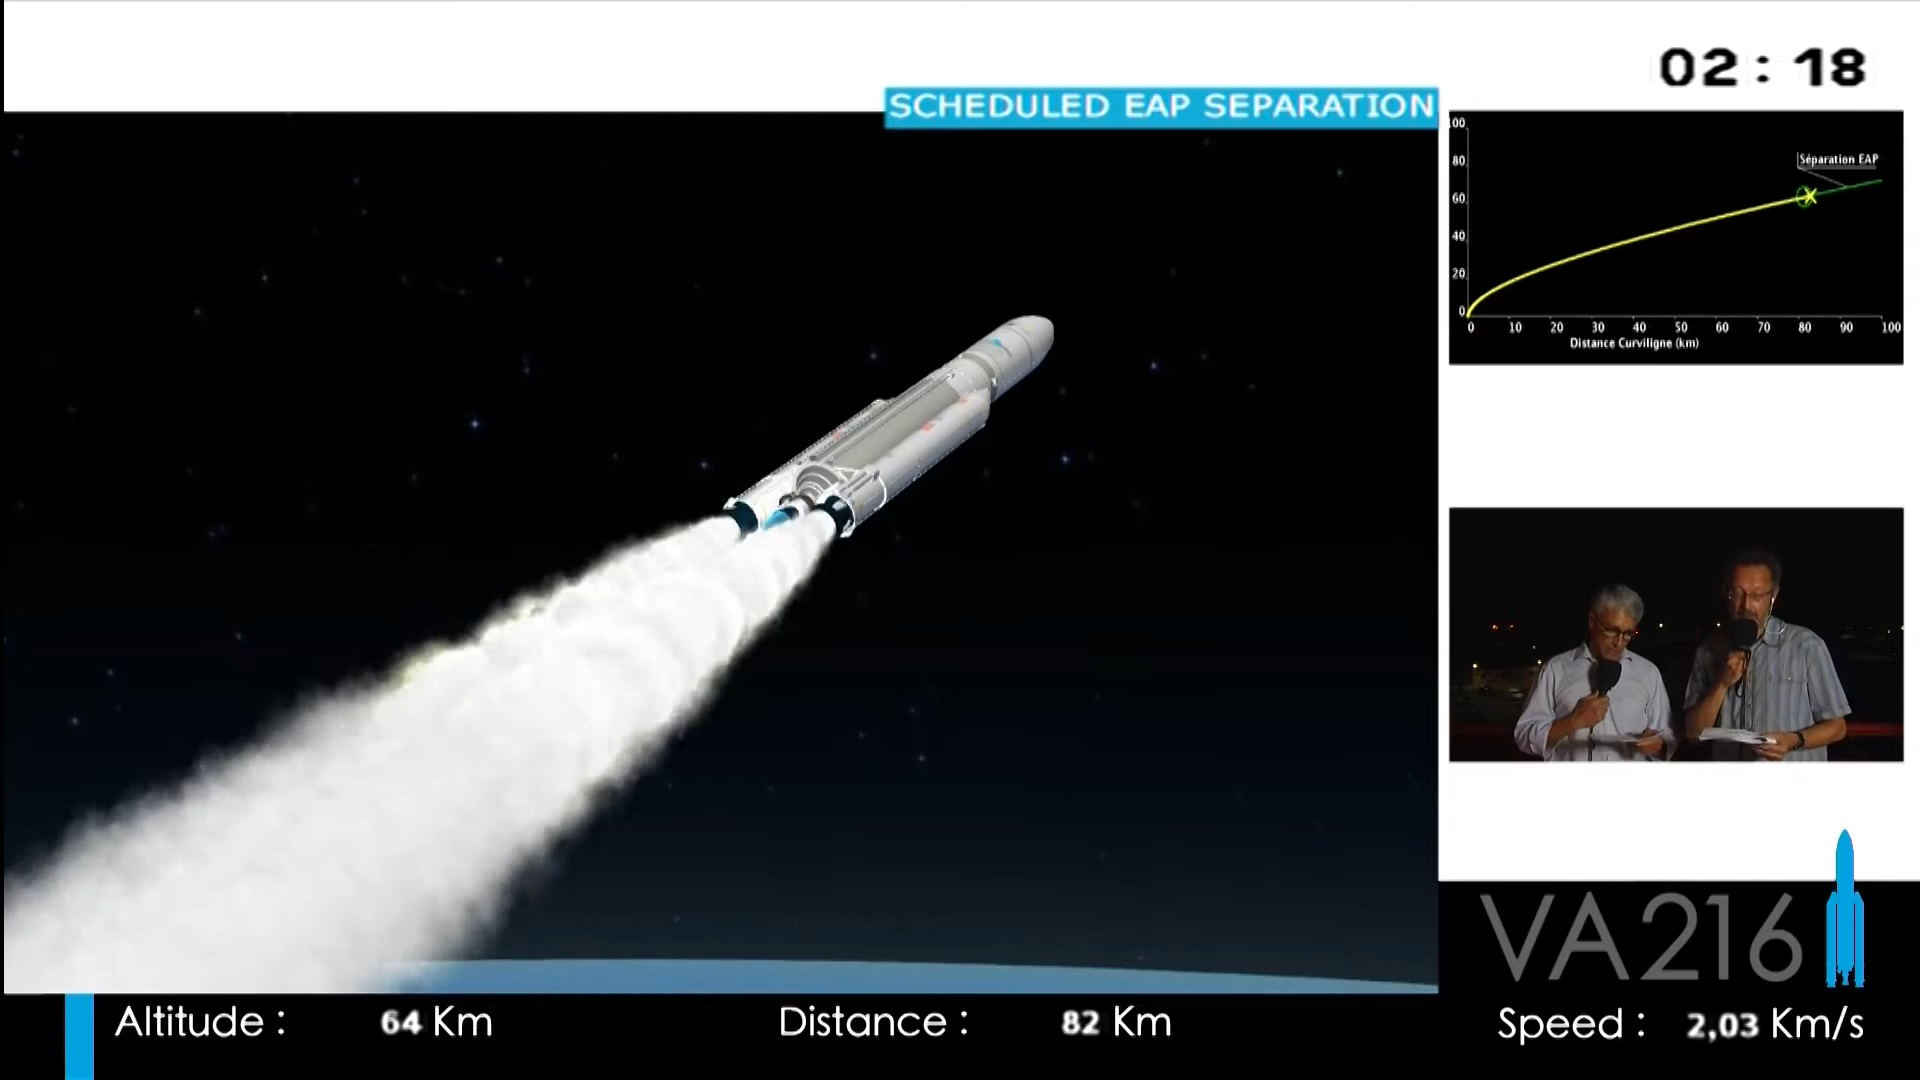 02 : 18
SCHEDULED EAP SEPARATION
00
80
60
40
20
0
Séparation EAP
0 10 20 30 40 50 60 70 80 90 100
Distance Curviligne (km)
VA216
Altitude : 64 Km
Distance : 82 Km
Speed : 2,03 Km/s